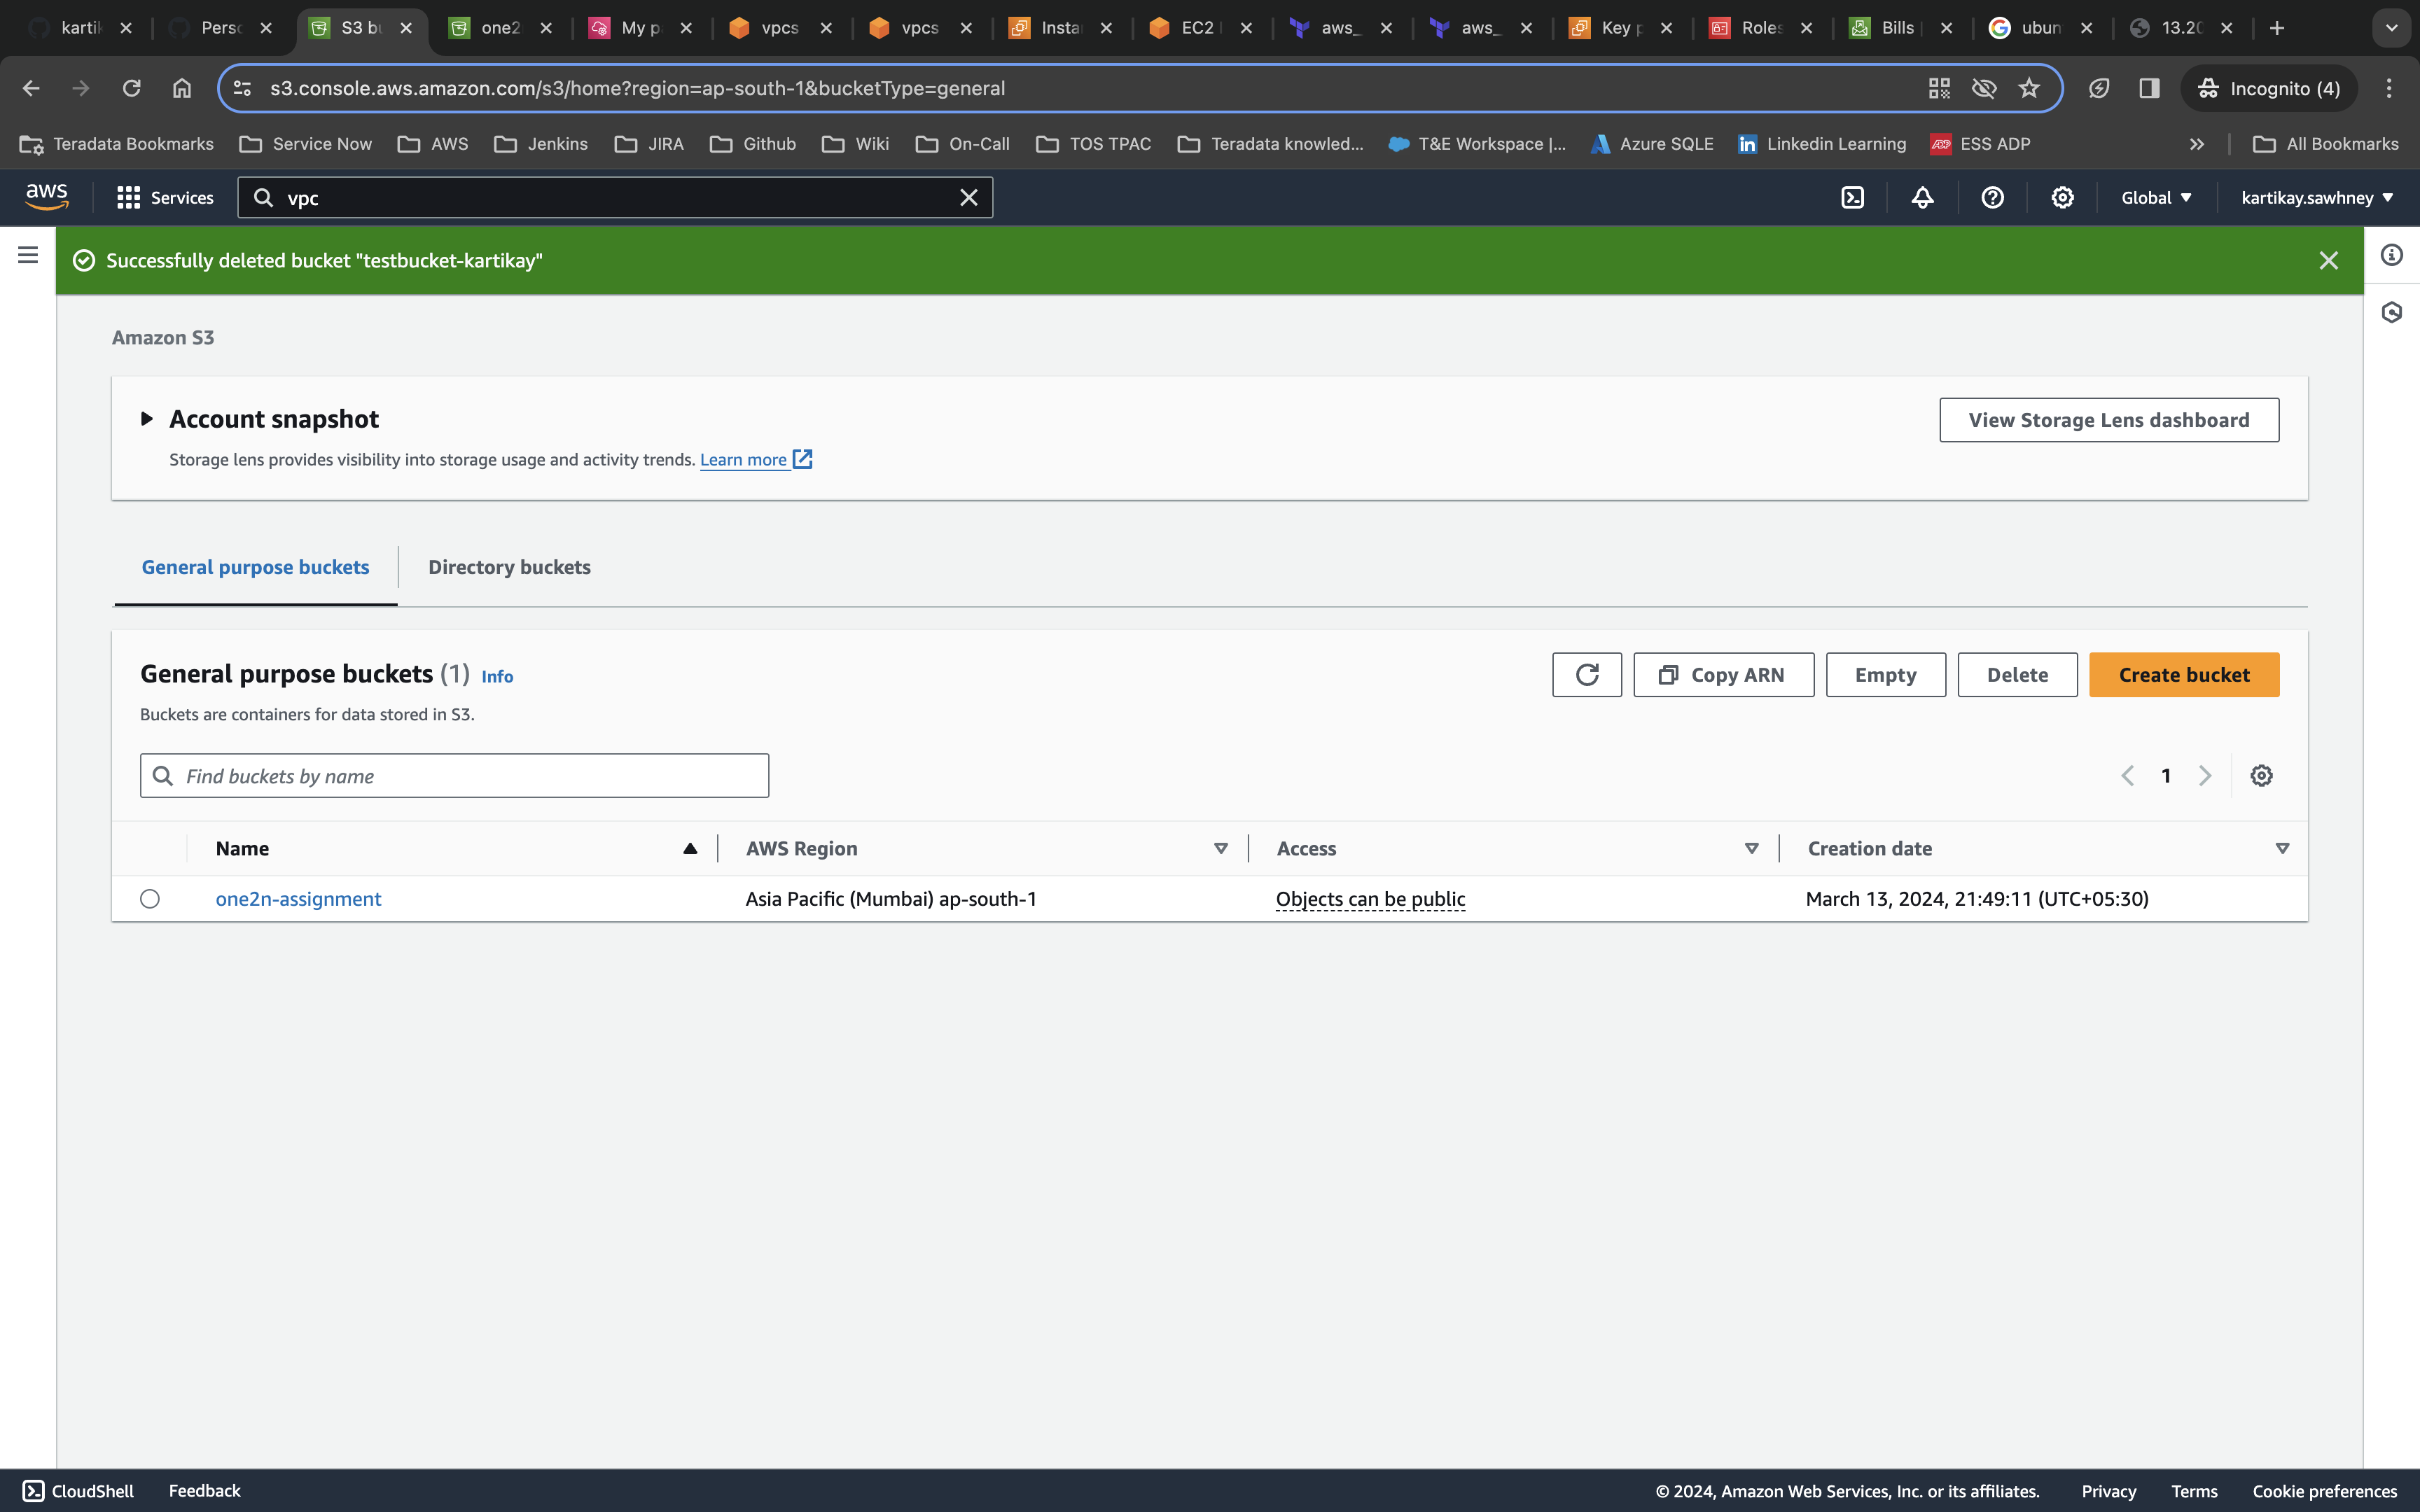 kartik
Perso
S3 bu
one2
My p
vpcs
vpcs
Insta
EC2
aws_
aws_
Key p
Roles
Bills
ubun
13.20
s3.console.aws.amazon.com/s3/home?region=ap-south-1&bucketType=general
Incognito (4)
Teradata Bookmarks
Service Now
AWS
Jenkins
JIRA
Github
Wiki
On-Call
TOS TPAC
Teradata knowled...
T&E Workspace |...
Azure SQLE
Linkedin Learning
ESS ADP
All Bookmarks
aws
Services
vpc
Global
kartikay.sawhney
Successfully deleted bucket "testbucket-kartikay"
Amazon S3
Account snapshot
View Storage Lens dashboard
Storage lens provides visibility into storage usage and activity trends. Learn more
General purpose buckets
Directory buckets
General purpose buckets (1) Info
Copy ARN
Empty
Delete
Create bucket
Buckets are containers for data stored in S3.
Find buckets by name
1
Name
AWS Region
Access
Creation date
one2n-assignment
Asia Pacific (Mumbai) ap-south-1
Objects can be public
March 13, 2024, 21:49:11 (UTC+05:30)
CloudShell
Feedback
© 2024, Amazon Web Services, Inc. or its affiliates.
Privacy
Terms
Cookie preferences